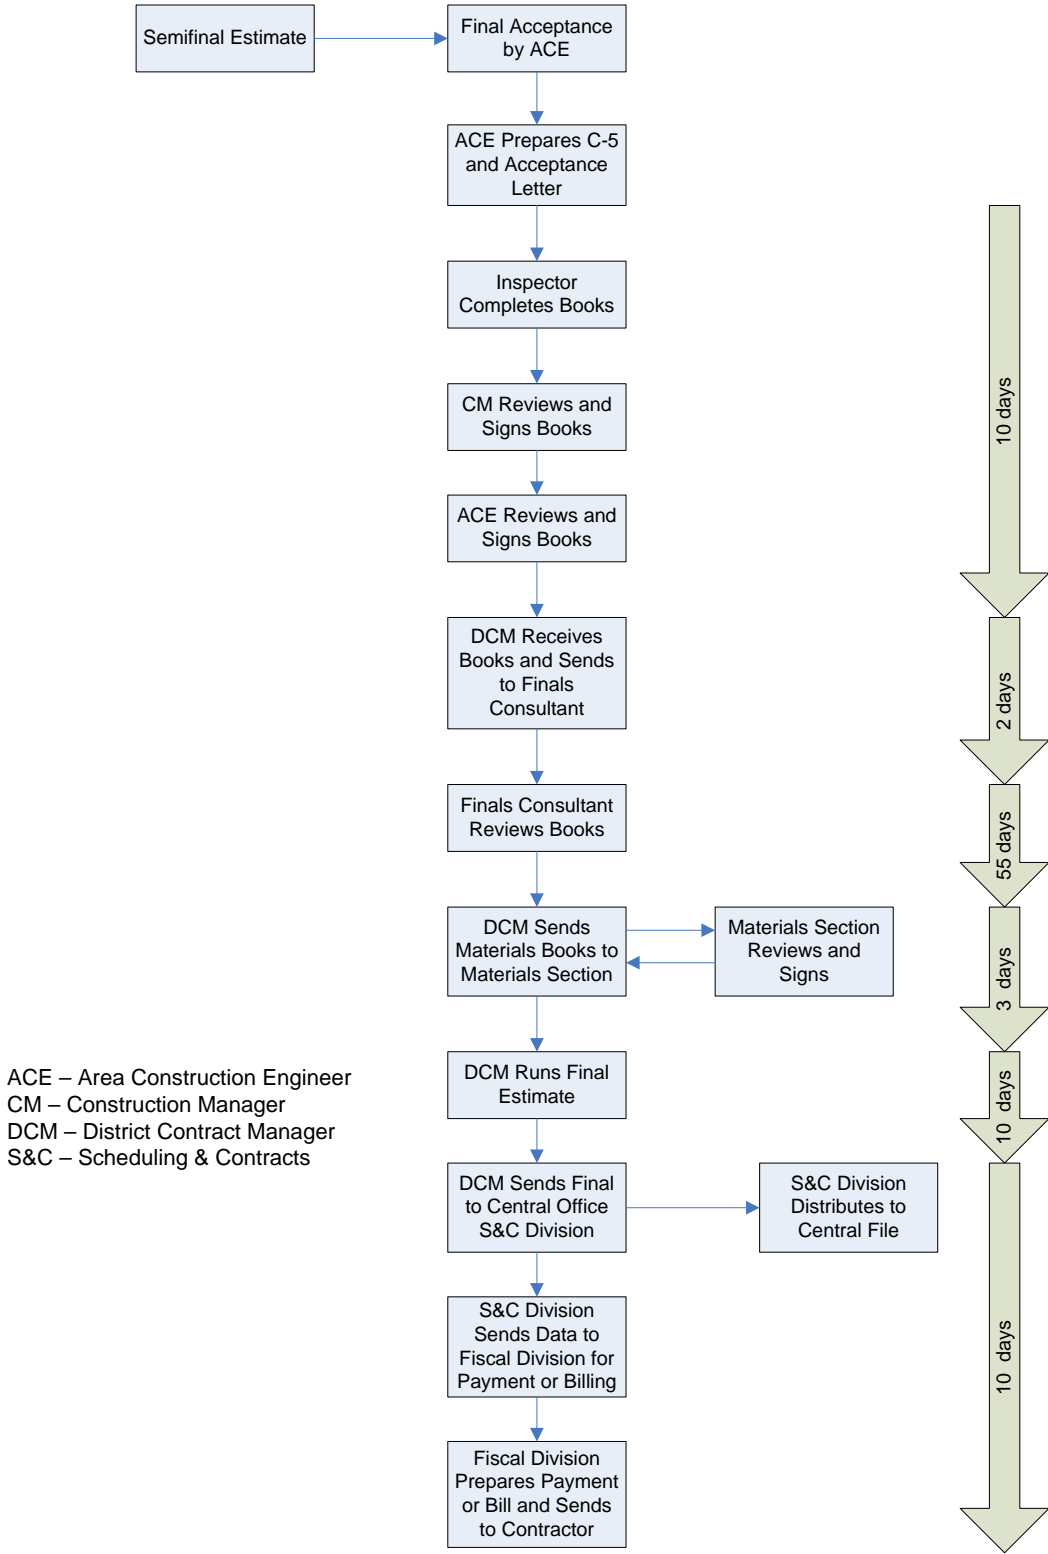 Semifinal Estimate
Final Acceptance
by ACE
ACE Prepares C-5
and Acceptance
Letter
Inspector
Completes Books
CM Reviews and
Signs Books
10 days
ACE Reviews and
Signs Books
DCM Receives
Books and Sends
to Finals
Consultant
2 days
Finals Consultant
Reviews Books
55 days
DCM Sends
Materials Books to
Materials Section
Materials Section
Reviews and
Signs
3 days
ACE – Area Construction Engineer
CM – Construction Manager
DCM – District Contract Manager
S&C – Scheduling & Contracts
DCM Runs Final
Estimate
10 days
DCM Sends Final
to Central Office
S&C Division
S&C Division
Distributes to
Central File
S&C Division
Sends Data to
Fiscal Division for
Payment or Billing
10 days
Fiscal Division
Prepares Payment
or Bill and Sends
to Contractor